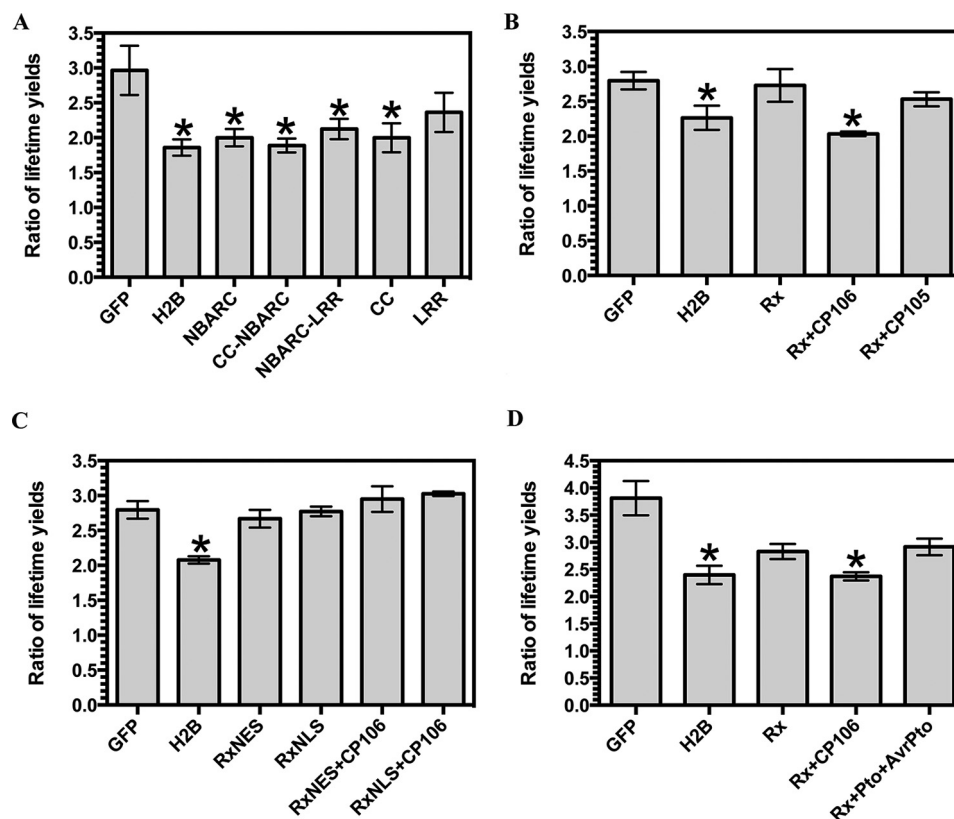 A
Ratio of lifetime yields
3.5
3.0
2.5
2.0
1.5
1.0
0.5
0.0
* * * * *
GFP
H2B
NBARC
CC-NBARC
NBARC-LRR
CC
LRR
B
Ratio of lifetime yields
3.5
3.0
2.5
2.0
1.5
1.0
0.5
0.0
* *
GFP
H2B
Rx
Rx+CP106
Rx+CP105
C
Ratio of lifetime yields
3.5
3.0
2.5
2.0
1.5
1.0
0.5
0.0
*
GFP
H2B
RxNES
RxNLS
RxNES+CP106
RxNLS+CP106
D
Ratio of lifetime yields
4.5
4.0
3.5
3.0
2.5
2.0
1.5
1.0
0.5
0.0
* *
GFP
H2B
Rx
Rx+CP106
Rx+Pto+AvrPto